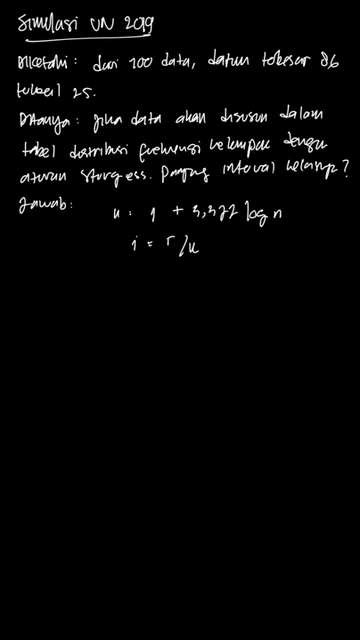 Simulasi UN 2019
Diketahui: dari 100 data, datum terbesar 86
terkecil 25.
Ditanya: jika data akan disusun dalam
tabel distribusi frekuensi kelompok dengan
aturan Sturgess. Panjang interval kelasnya?
Jawab:
k = 1 + 3,322 log n
i = r/k